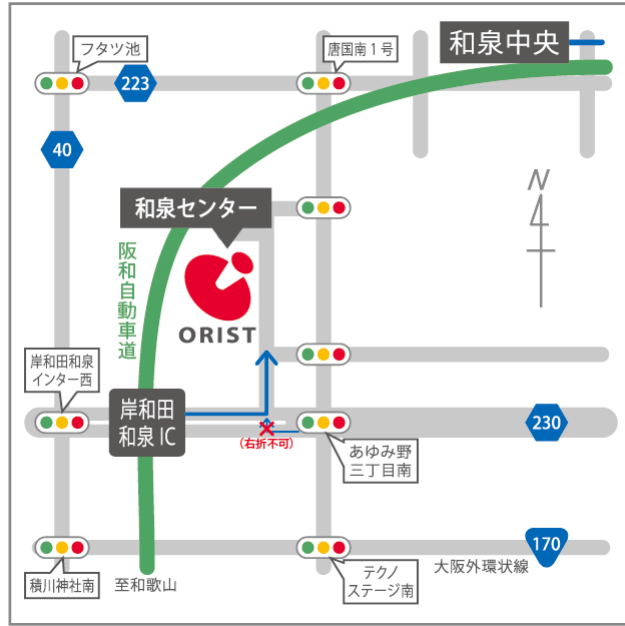 フタツ池
唐国南1号
和泉中央
223
40
N
和泉センター
阪和自動車道
ORIST
岸和田和泉
インター西
岸和田
和泉IC
(右折不可)
あゆみ野
三丁目南
230
170
積川神社南
至和歌山
テクノ
ステージ南
大阪外環状線